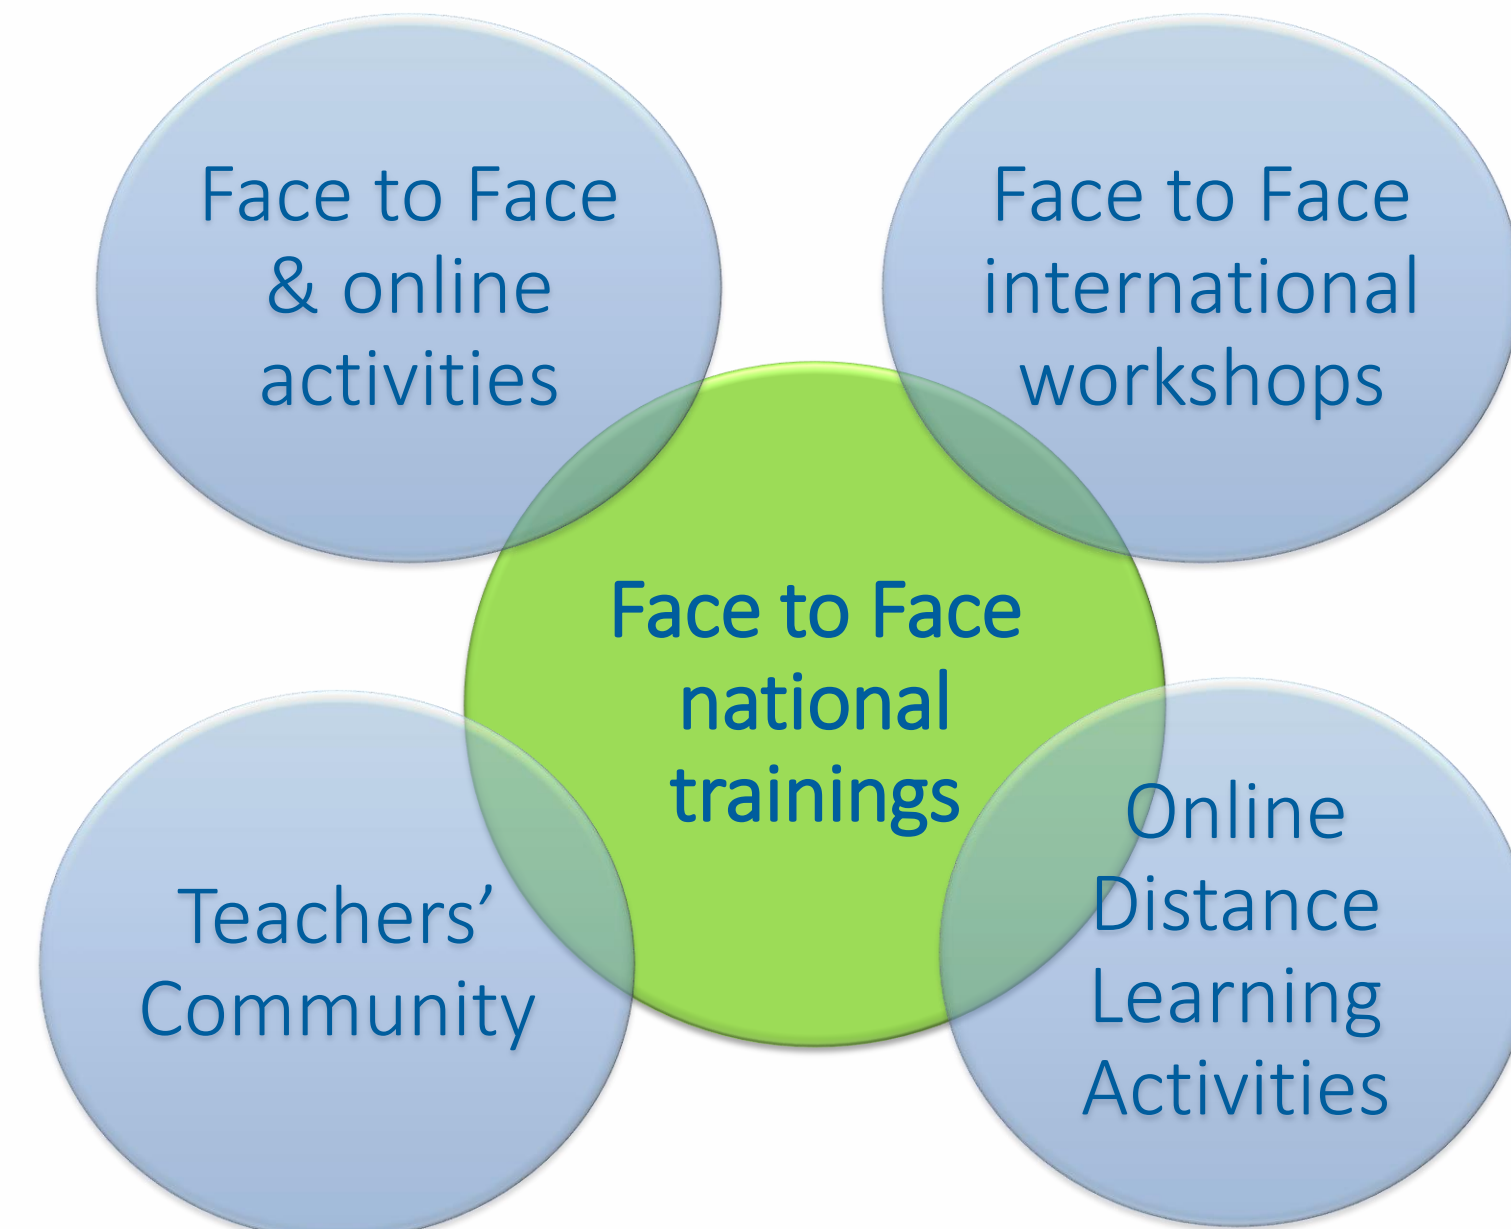 Face to Face
& online
activities
Face to Face
international
workshops
Face to Face
national
trainings
Teachers’
Community
Online
Distance
Learning
Activities